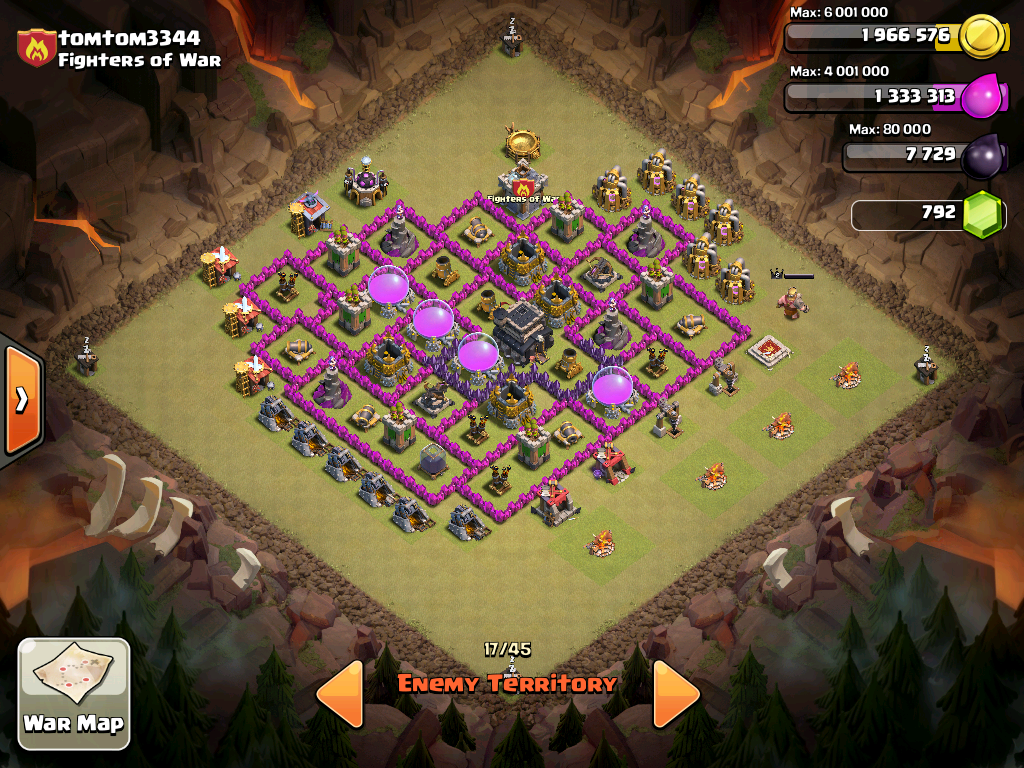 tomtom3344
Fighters of War
Max: 6 001 000
1 966 576
Max: 4 001 000
1 333 313
Max: 80 000
7 729
792
Fighters of Wa
17/45
Enemy Territory
War Map